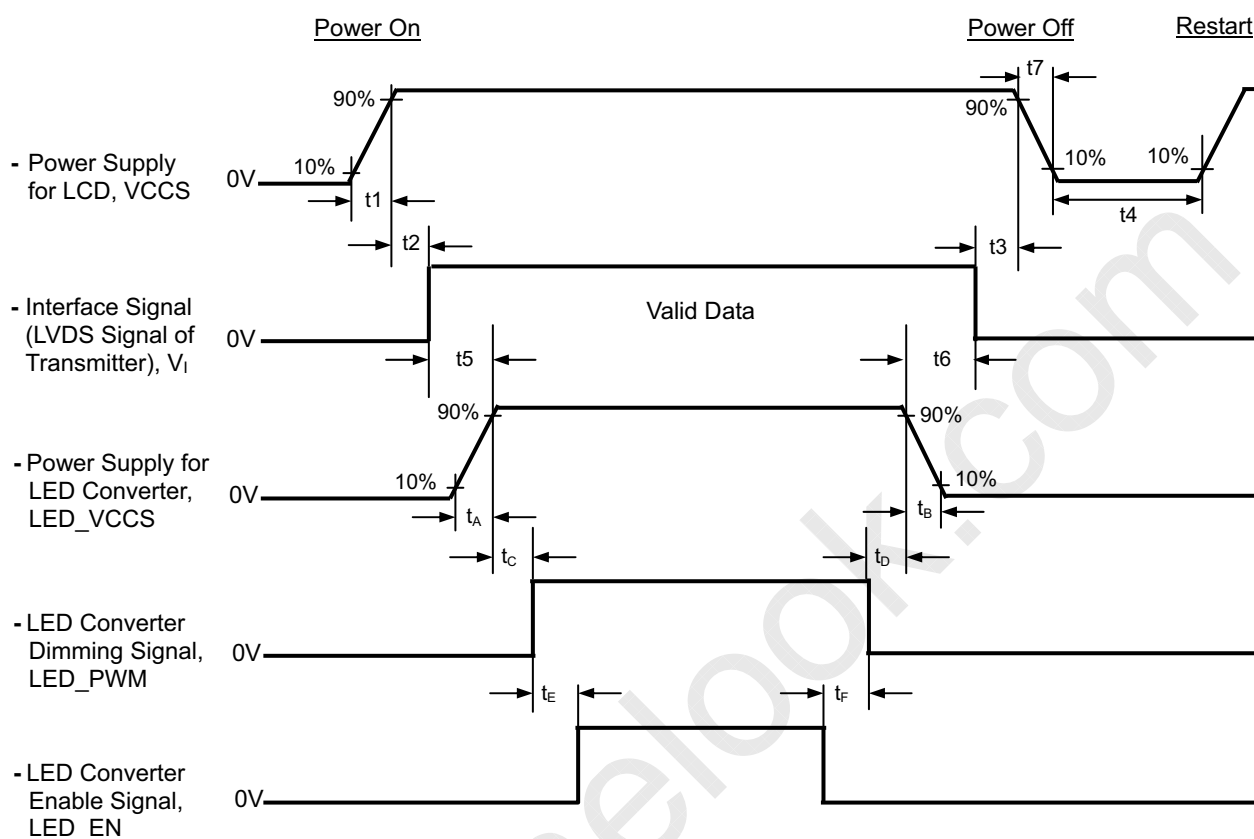 Power On
Power Off
Restart
t7
90%
90%
10%
10%
10%
- Power Supply
for LCD, VCCS
0V
t1
t4
t2
t3
- Interface Signal
(LVDS Signal of
Transmitter), VI
0V
Valid Data
t5
t6
90%
90%
- Power Supply for
LED Converter,
LED_VCCS
0V
10%
10%
tA
tB
tC
tD
- LED Converter
Dimming Signal,
LED_PWM
0V
tE
tF
- LED Converter
Enable Signal,
LED_EN
0V
elook.com